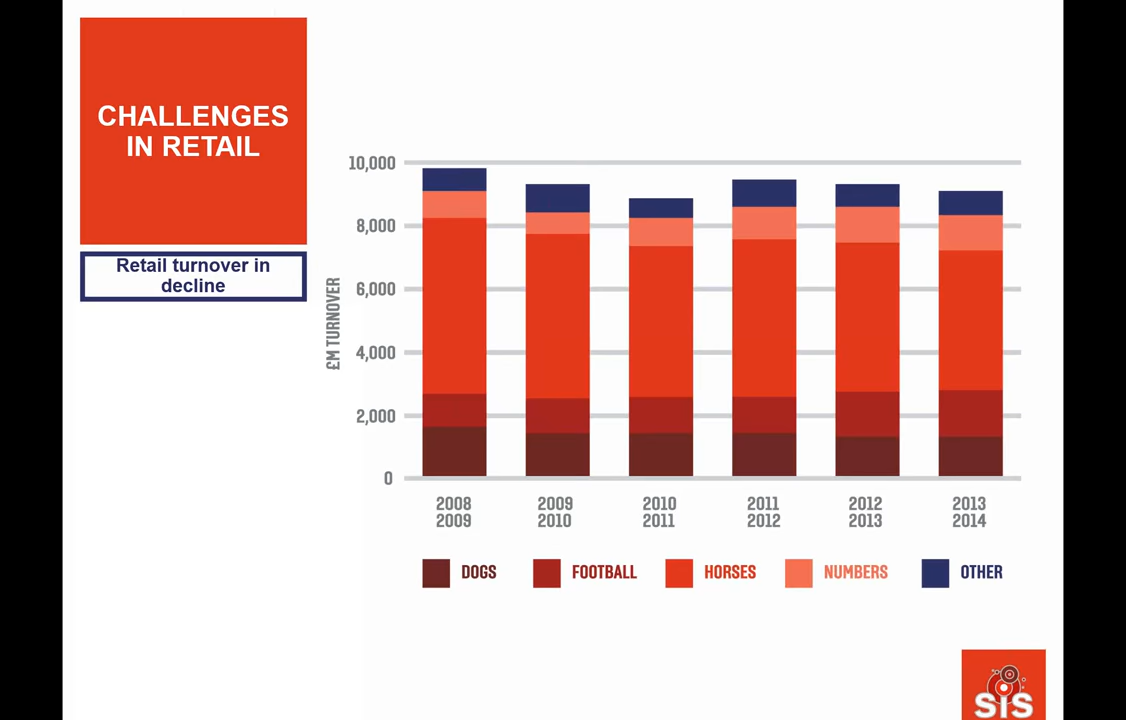 CHALLENGES
IN RETAIL
Retail turnover in
decline
£M TURNOVER
10,000
8,000
6,000
4,000
2,000
0
2008 2009 2010 2011 2012 2013
2009 2010 2011 2012 2013 2014
DOGS FOOTBALL HORSES NUMBERS OTHER
SiS